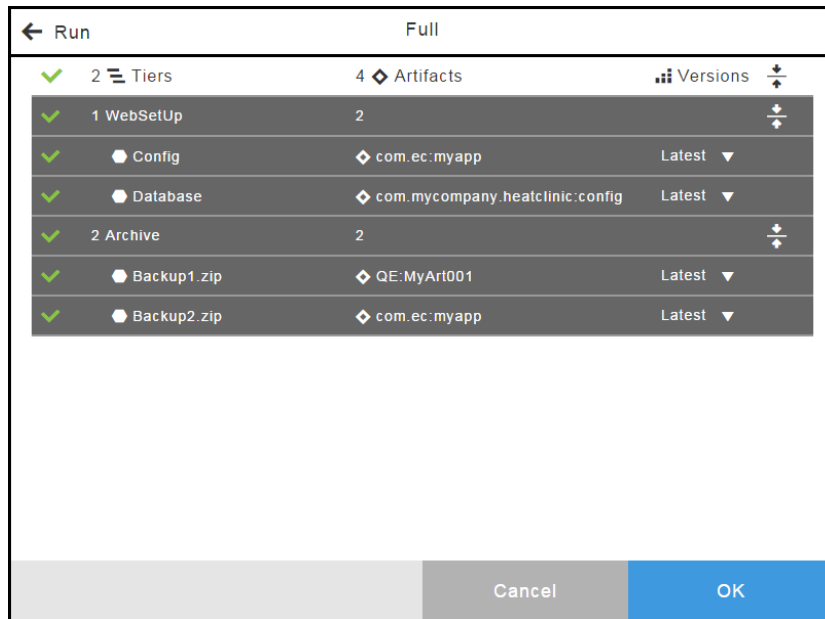 Run Full
2 Tiers 4 Artifacts Versions
1 WebSetUp 2
Config com.ec:myapp Latest
Database com.mycompany.heatclinic:config Latest
2 Archive 2
Backup1.zip QE:MyArt001 Latest
Backup2.zip com.ec:myapp Latest
Cancel OK